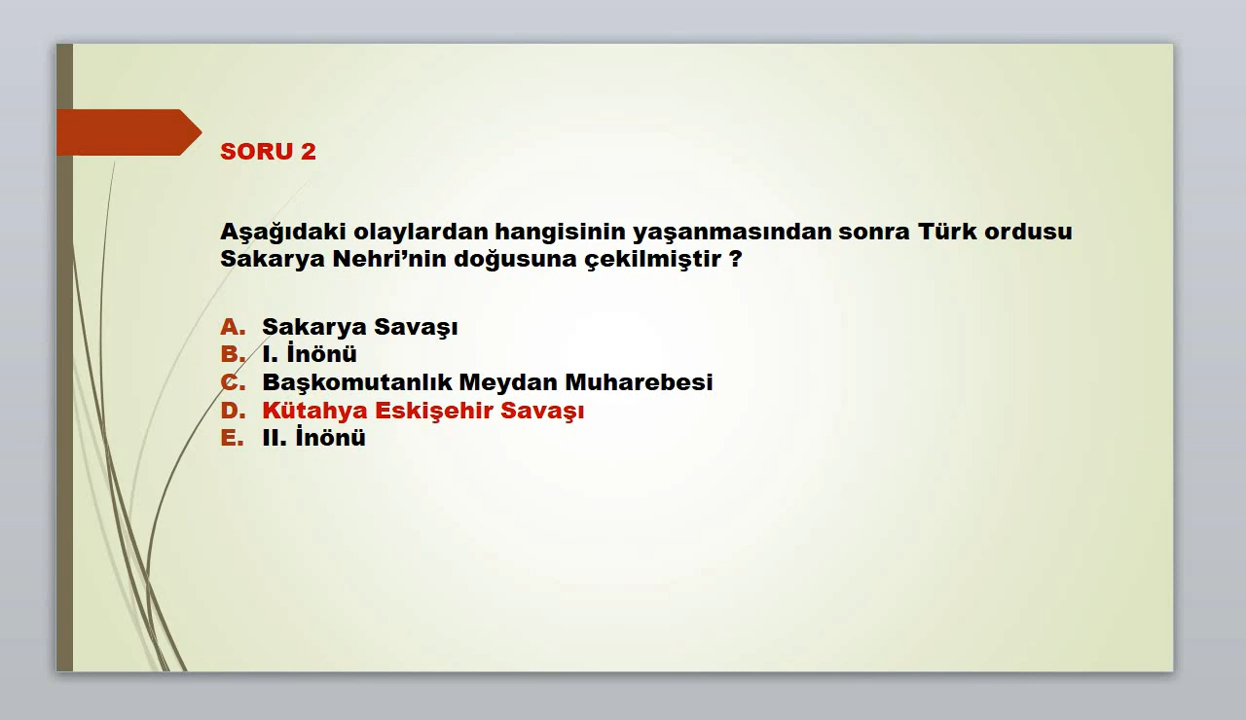 SORU 2
Aşağıdaki olaylardan hangisinin yaşanmasından sonra Türk ordusu
Sakarya Nehri’nin doğusuna çekilmiştir ?
A. Sakarya Savaşı
B. I. İnönü
C. Başkomutanlık Meydan Muharebesi
D. Kütahya Eskişehir Savaşı
E. II. İnönü